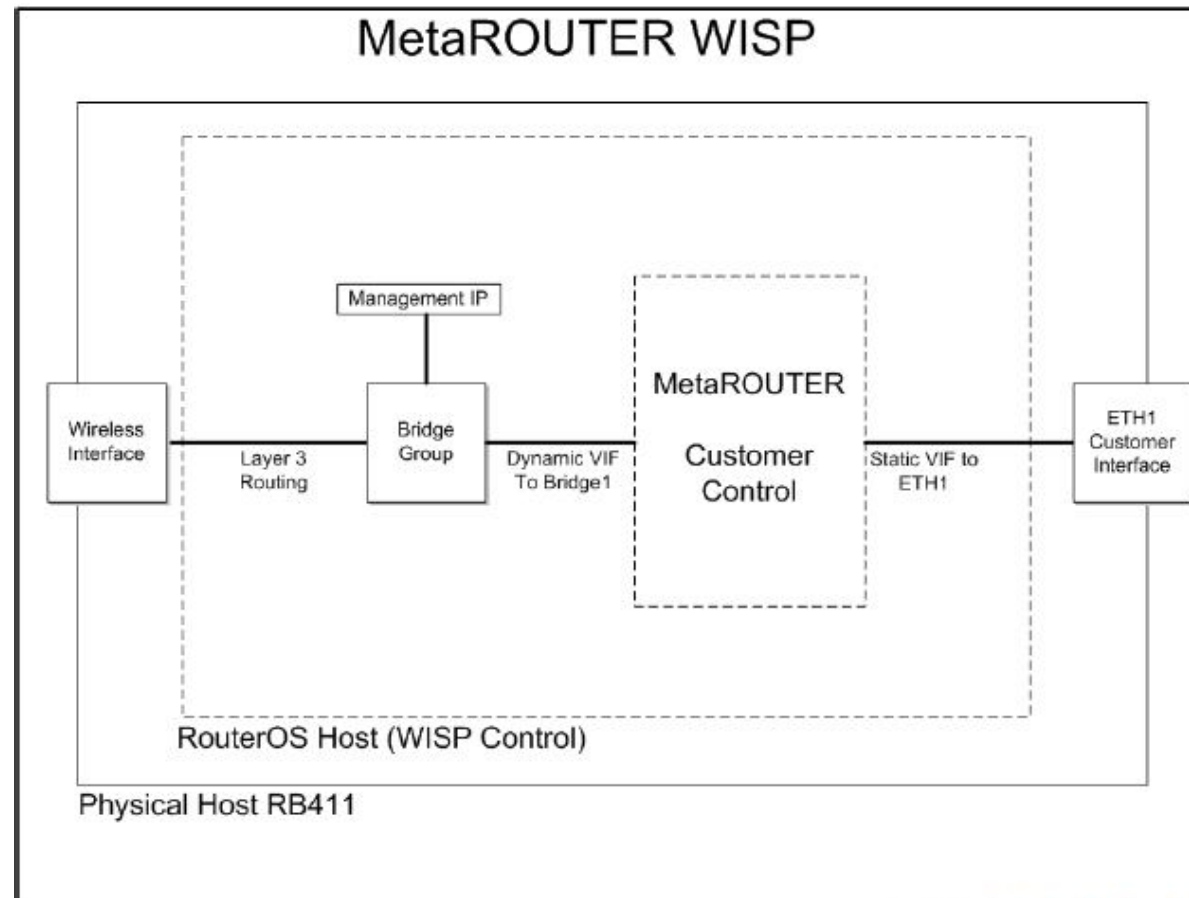 MetaROUTER WISP
Management IP
Wireless
Interface
Layer 3
Routing
Bridge
Group
Dynamic VIF
To Bridge1
MetaROUTER
Customer
Control
Static VIF to
ETH1
ETH1
Customer
Interface
RouterOS Host (WISP Control)
Physical Host RB411